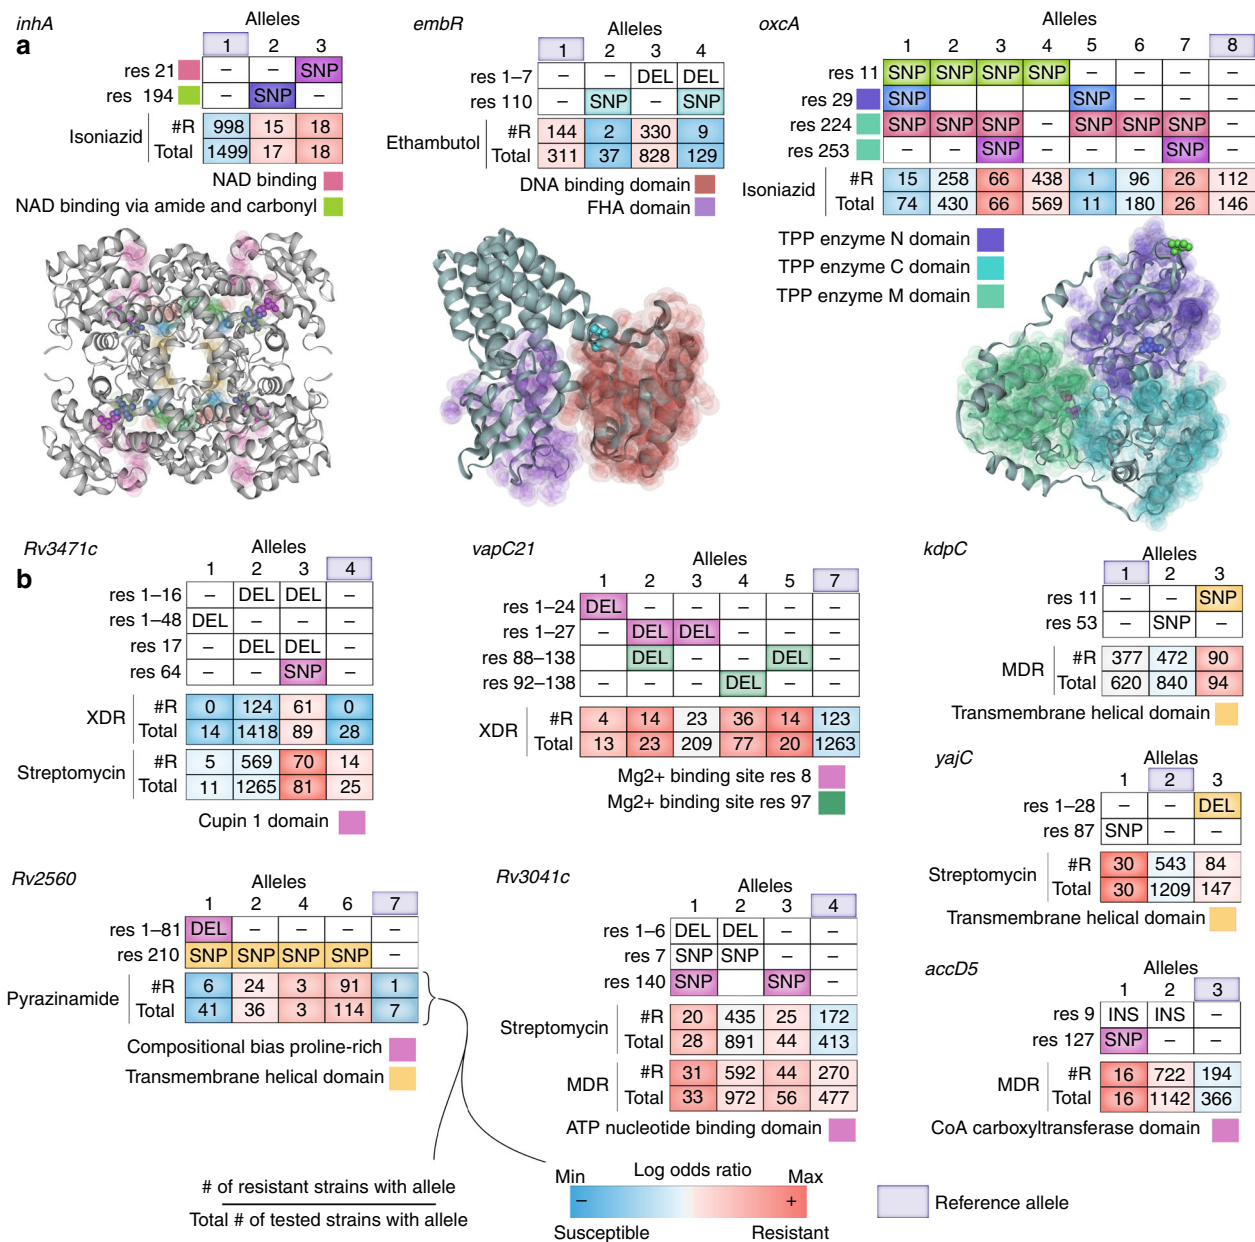 inhA
Alleles
a
1 2 3
res 21 – – SNP
res 194 – SNP –
Isoniazid
#R 998 15 18
Total 1499 17 18
NAD binding
NAD binding via amide and carbonyl
embR
Alleles
1 2 3 4
res 1–7 – – DEL DEL
res 110 – SNP – SNP
Ethambutol
#R 144 2 330 9
Total 311 37 828 129
DNA binding domain
FHA domain
oxcA
Alleles
1 2 3 4 5 6 7 8
res 11 SNP SNP SNP SNP – – – –
res 29 SNP SNP – – –
res 224 SNP SNP SNP – SNP SNP SNP –
res 253 – – SNP – – – SNP –
Isoniazid
#R 15 258 66 438 1 96 26 112
Total 74 430 66 569 11 180 26 146
TPP enzyme N domain
TPP enzyme C domain
TPP enzyme M domain
Rv3471c
Alleles
b
1 2 3 4
res 1–16 – DEL DEL –
res 1–48 DEL – – –
res 17 – DEL DEL –
res 64 – – SNP –
XDR
#R 0 124 61 0
Total 14 1418 89 28
Streptomycin
#R 5 569 70 14
Total 11 1265 81 25
Cupin 1 domain
vapC21
Alleles
1 2 3 4 5 7
res 1–24 DEL – – – – –
res 1–27 – DEL DEL – – –
res 88–138 – DEL – – DEL –
res 92–138 – – – DEL – –
XDR
#R 4 14 23 36 14 123
Total 13 23 209 77 20 1263
Mg2+ binding site res 8
Mg2+ binding site res 97
kdpC
Alleles
1 2 3
res 11 – – SNP
res 53 – SNP –
MDR
#R 377 472 90
Total 620 840 94
Transmembrane helical domain
yajC
Allelas
1 2 3
res 1–28 – – DEL
res 87 SNP – –
Streptomycin
#R 30 543 84
Total 30 1209 147
Transmembrane helical domain
Rv2560
Alleles
1 2 4 6 7
res 1–81 DEL – – – –
res 210 SNP SNP SNP SNP –
Pyrazinamide
#R 6 24 3 91 1
Total 41 36 3 114 7
Compositional bias proline-rich
Transmembrane helical domain
Rv3041c
Alleles
1 2 3 4
res 1–6 DEL DEL – –
res 7 SNP SNP – –
res 140 SNP SNP –
Streptomycin
#R 20 435 25 172
Total 28 891 44 413
MDR
#R 31 592 44 270
Total 33 972 56 477
ATP nucleotide binding domain
accD5
Alleles
1 2 3
res 9 INS INS –
res 127 SNP – –
MDR
#R 16 722 194
Total 16 1142 366
CoA carboxyltransferase domain
# of resistant strains with allele
Total # of tested strains with allele
Min Log odds ratio Max
– +
Susceptible Resistant
Reference allele